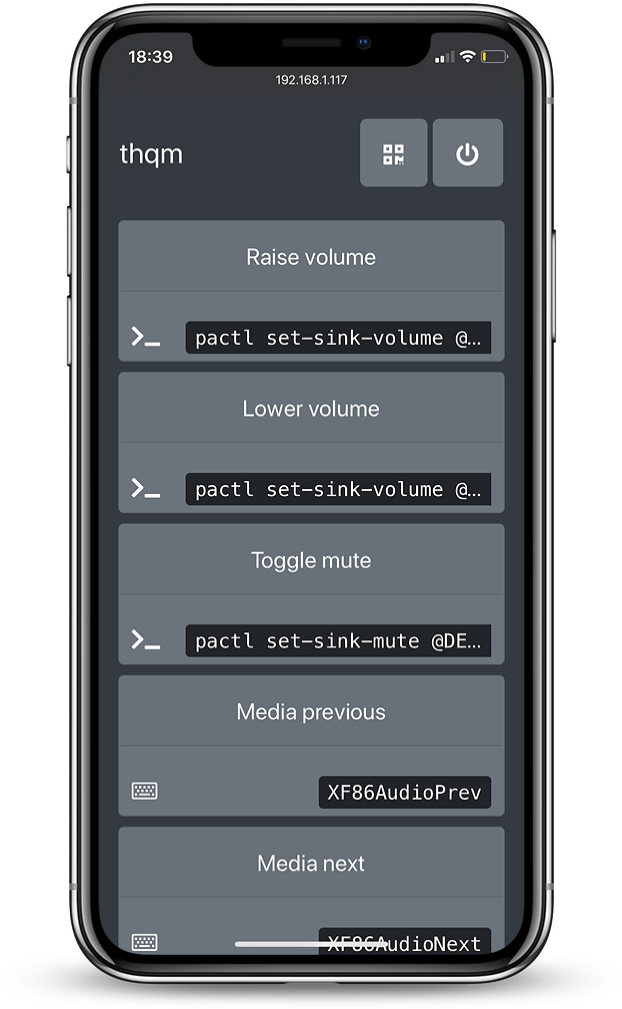 18:39
192.168.1.117
thqm
Raise volume
pactl set-sink-volume @…
Lower volume
pactl set-sink-volume @…
Toggle mute
pactl set-sink-mute @DE…
Media previous
XF86AudioPrev
Media next
XF86AudioNext